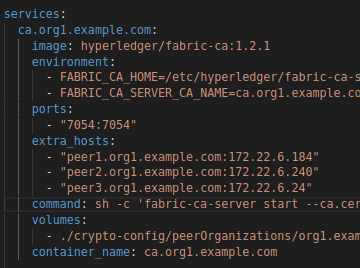 services:
ca.org1.example.com:
image: hyperledger/fabric-ca:1.2.1
environment:
- FABRIC_CA_HOME=/etc/hyperledger/fabric-ca-s
- FABRIC_CA_SERVER_CA_NAME=ca.org1.example.co
ports:
- "7054:7054"
extra_hosts:
- "peer1.org1.example.com:172.22.6.184"
- "peer2.org1.example.com:172.22.6.240"
- "peer3.org1.example.com:172.22.6.24"
command: sh -c 'fabric-ca-server start --ca.cer
volumes:
- ./crypto-config/peerOrganizations/org1.exam
container_name: ca.org1.example.com